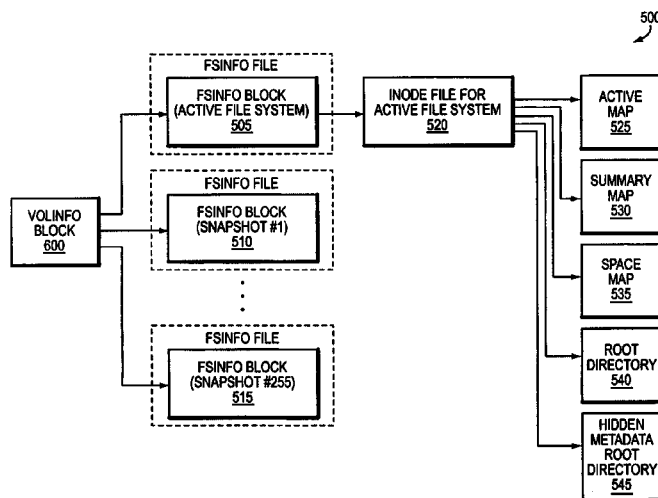 500
FSINFO FILE
FSINFO BLOCK
(ACTIVE FILE SYSTEM)
505
INODE FILE FOR
ACTIVE FILE SYSTEM
520
ACTIVE
MAP
525
FSINFO FILE
FSINFO BLOCK
(SNAPSHOT #1)
510
SUMMARY
MAP
530
VOLINFO
BLOCK
600
SPACE
MAP
535
FSINFO FILE
FSINFO BLOCK
(SNAPSHOT #255)
515
ROOT
DIRECTORY
540
HIDDEN
METADATA
ROOT
DIRECTORY
545